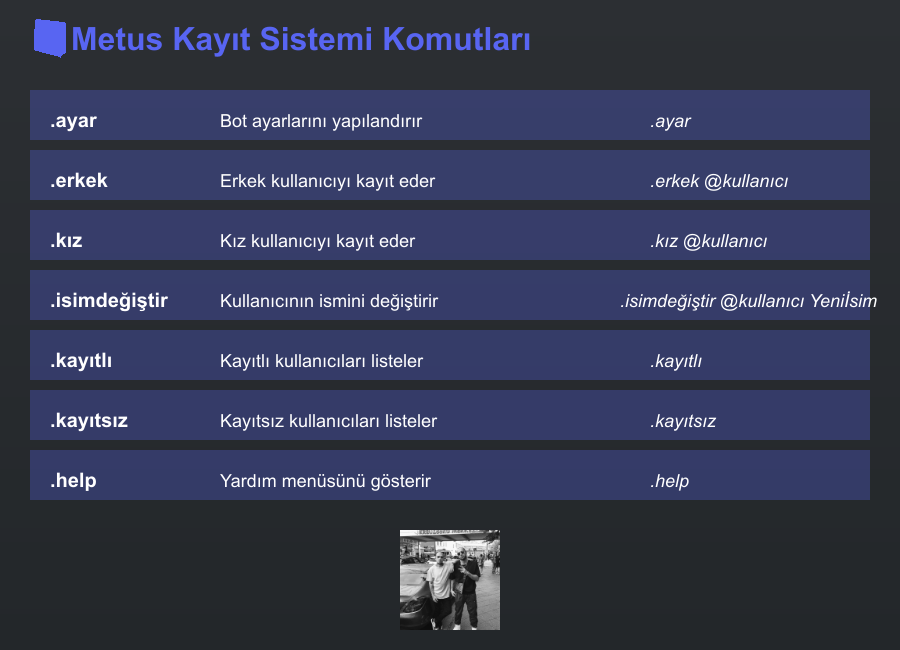 Metus Kayıt Sistemi Komutları
.ayar Bot ayarlarını yapılandırır .ayar
.erkek Erkek kullanıcıyı kayıt eder .erkek @kullanıcı
.kız Kız kullanıcıyı kayıt eder .kız @kullanıcı
.isimdeğiştir Kullanıcının ismini değiştirir .isimdeğiştir @kullanıcı Yeniİsim
.kayıtlı Kayıtlı kullanıcıları listeler .kayıtlı
.kayıtsız Kayıtsız kullanıcıları listeler .kayıtsız
.help Yardım menüsünü gösterir .help